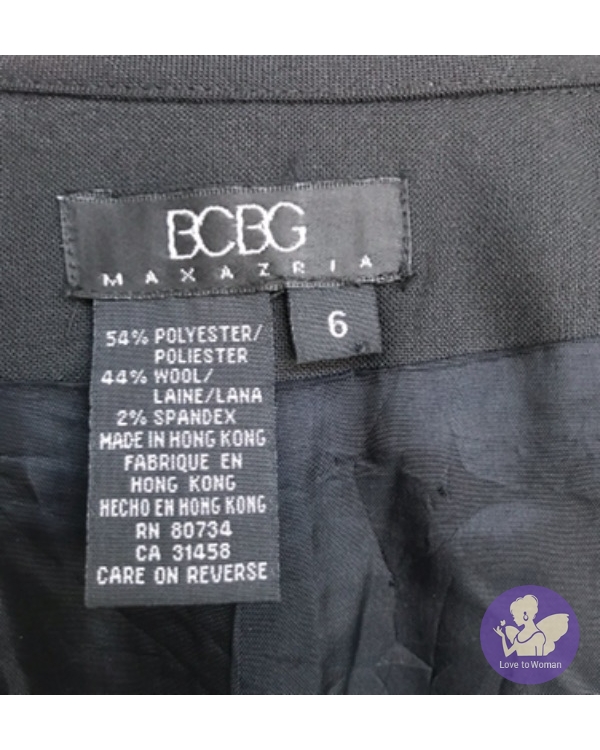 BCBG
MAXAZRIA
6
54% POLYESTER/
POLIESTER
44% WOOL/
LAINE/LANA
2% SPANDEX
MADE IN HONG KONG
FABRIQUE EN
HONG KONG
HECHO EN HONG KONG
RN 80734
CA 31458
CARE ON REVERSE
Love to Woman